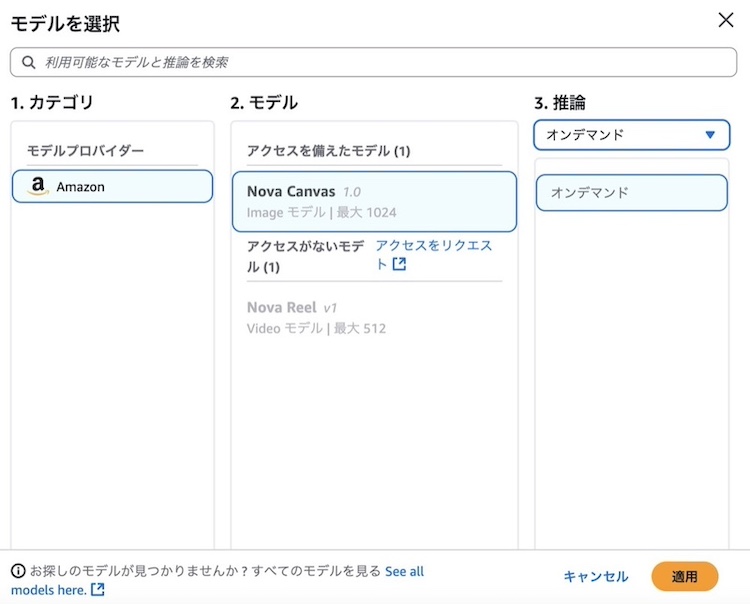 モデルを選択
利用可能なモデルと推論を検索
1. カテゴリ
モデルプロバイダー
a Amazon
2. モデル
アクセスを備えたモデル (1)
Nova Canvas 1.0
Image モデル | 最大 1024
アクセスがないモデ
ル (1)
アクセスをリクエス
ト
Nova Reel v1
Video モデル | 最大 512
3. 推論
オンデマンド
オンデマンド
お探しのモデルが見つかりませんか ? すべてのモデルを見る See all
models here.
キャンセル
適用